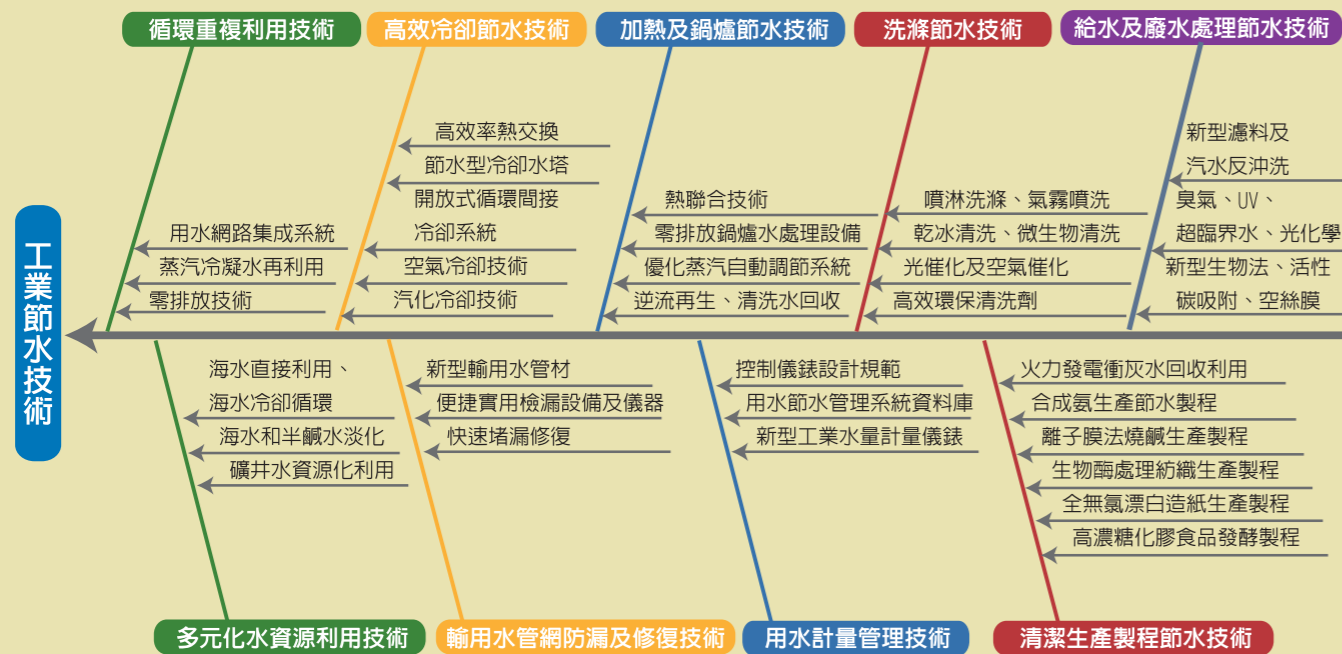 循環重複利用技術
高效冷卻節水技術
加熱及鍋爐節水技術
洗滌節水技術
給水及廢水處理節水技術
工業節水技術
用水網路集成系統
蒸汽冷凝水再利用
零排放技術
高效率熱交換
節水型冷卻水塔
開放式循環間接
冷卻系統
空氣冷卻技術
汽化冷卻技術
熱聯合技術
零排放鍋爐水處理設備
優化蒸汽自動調節系統
逆流再生、清洗水回收
噴淋洗滌、氣霧噴洗
乾冰清洗、微生物清洗
光催化及空氣催化
高效環保清洗劑
新型濾料及
汽水反沖洗
臭氧、UV、
超臨界水、光化學
新型生物法、活性
碳吸附、空絲膜
海水直接利用、
海水冷卻循環
海水和半鹹水淡化
礦井水資源化利用
新型輸用水管材
便捷實用檢漏設備及儀器
快速堵漏修復
控制儀錶設計規範
用水節水管理系統資料庫
新型工業水量計量儀錶
火力發電衝灰水回收利用
合成氨生產節水製程
離子膜法燒鹼生產製程
生物酶處理紡織生產製程
全無氯漂白造紙生產製程
高濃糖化膠食品發酵製程
多元化水資源利用技術
輸用水管網防漏及修復技術
用水計量管理技術
清潔生產製程節水技術